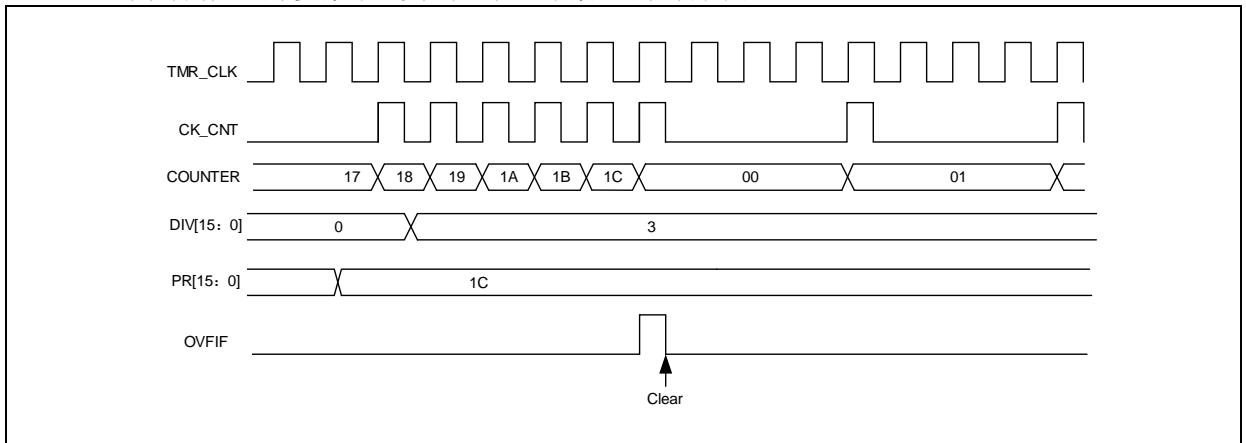 TMR_CLK
CK_CNT
COUNTER 17 18 19 1A 1B 1C 00 01
DIV[15：0] 0 3
PR[15：0] 1C
OVFIF
Clear